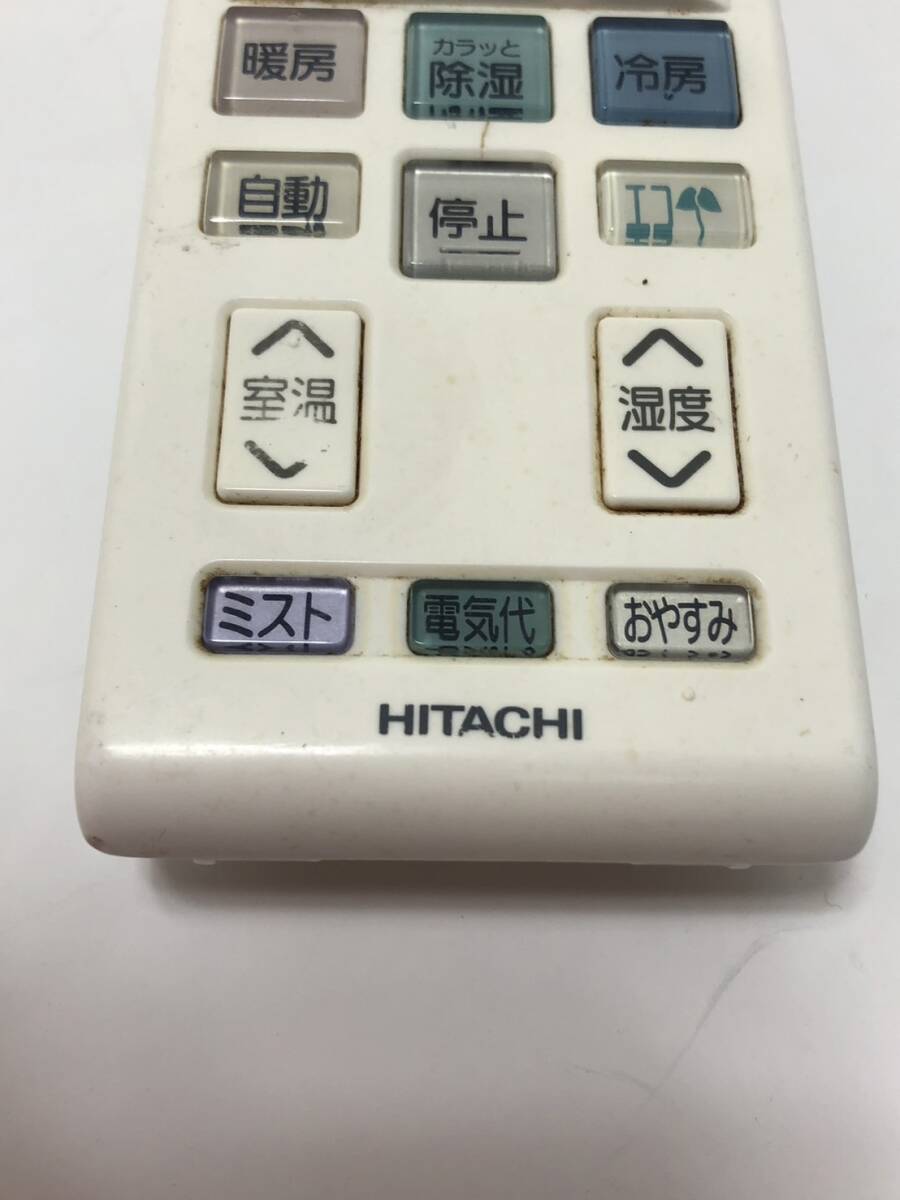 暖房
カラッと
除湿
冷房
自動
停止
エコ
室温
湿度
ミスト
電気代
おやすみ
HITACHI